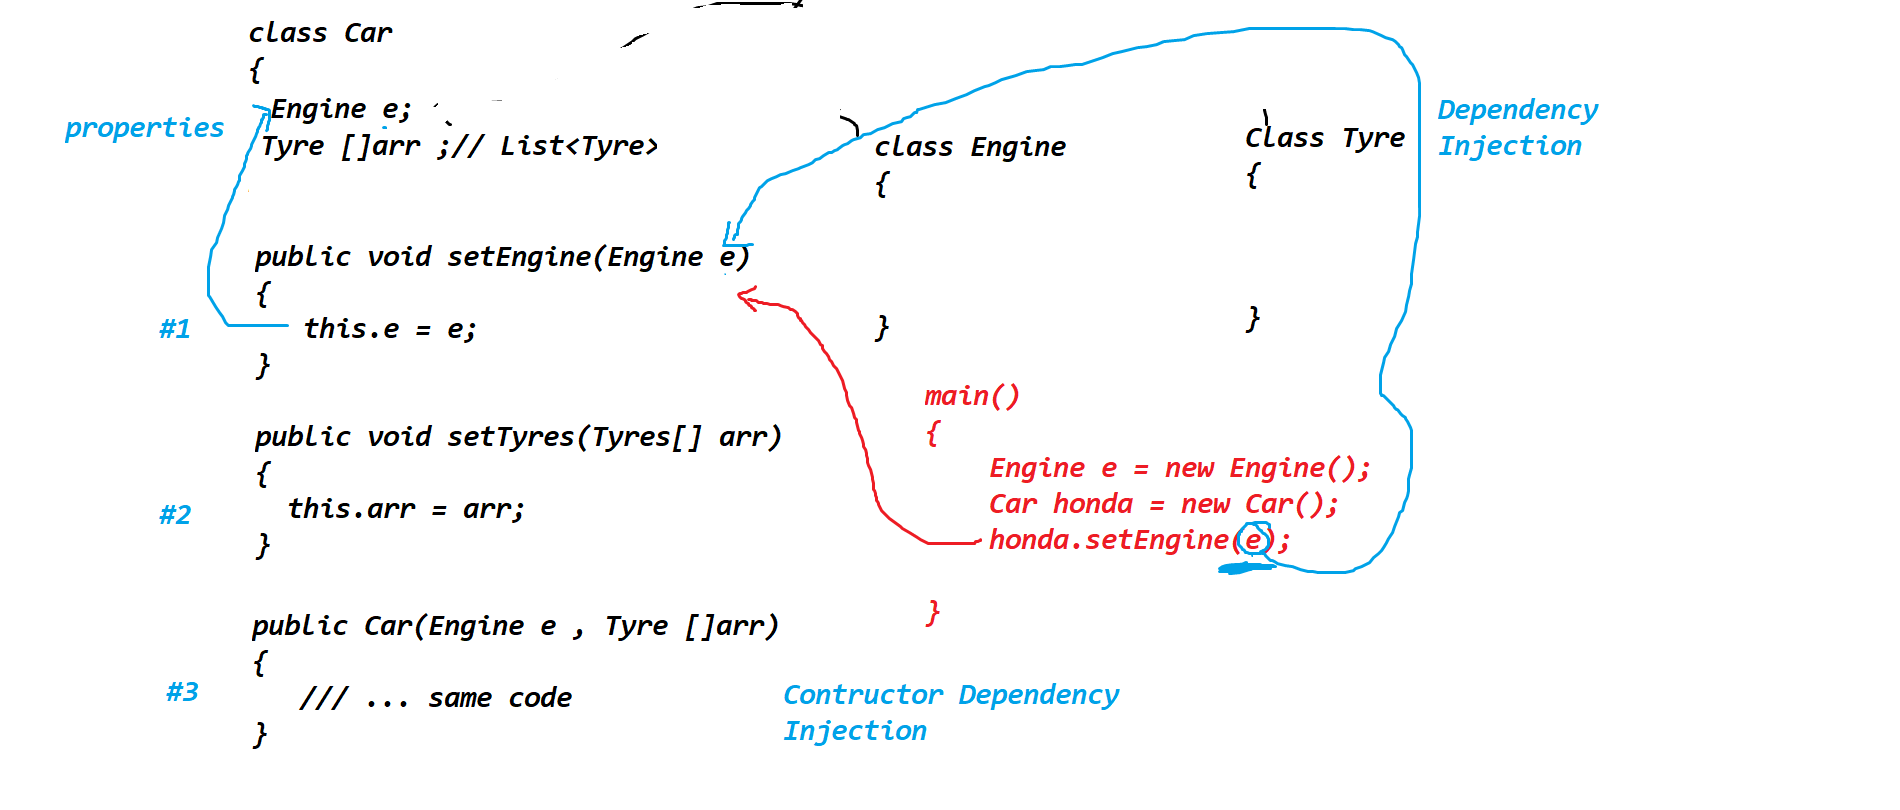 class Car
{
properties
Engine e;
Tyre []arr ;// List<Tyre>
public void setEngine(Engine e)
{
#1
this.e = e;
}
public void setTyres(Tyres[] arr)
{
#2
this.arr = arr;
}
public Car(Engine e , Tyre []arr)
{
#3
/// ... same code
}
class Engine
{
}
Class Tyre
{
}
Dependency
Injection
main()
{
Engine e = new Engine();
Car honda = new Car();
honda.setEngine(e);
}
Contructor Dependency
Injection